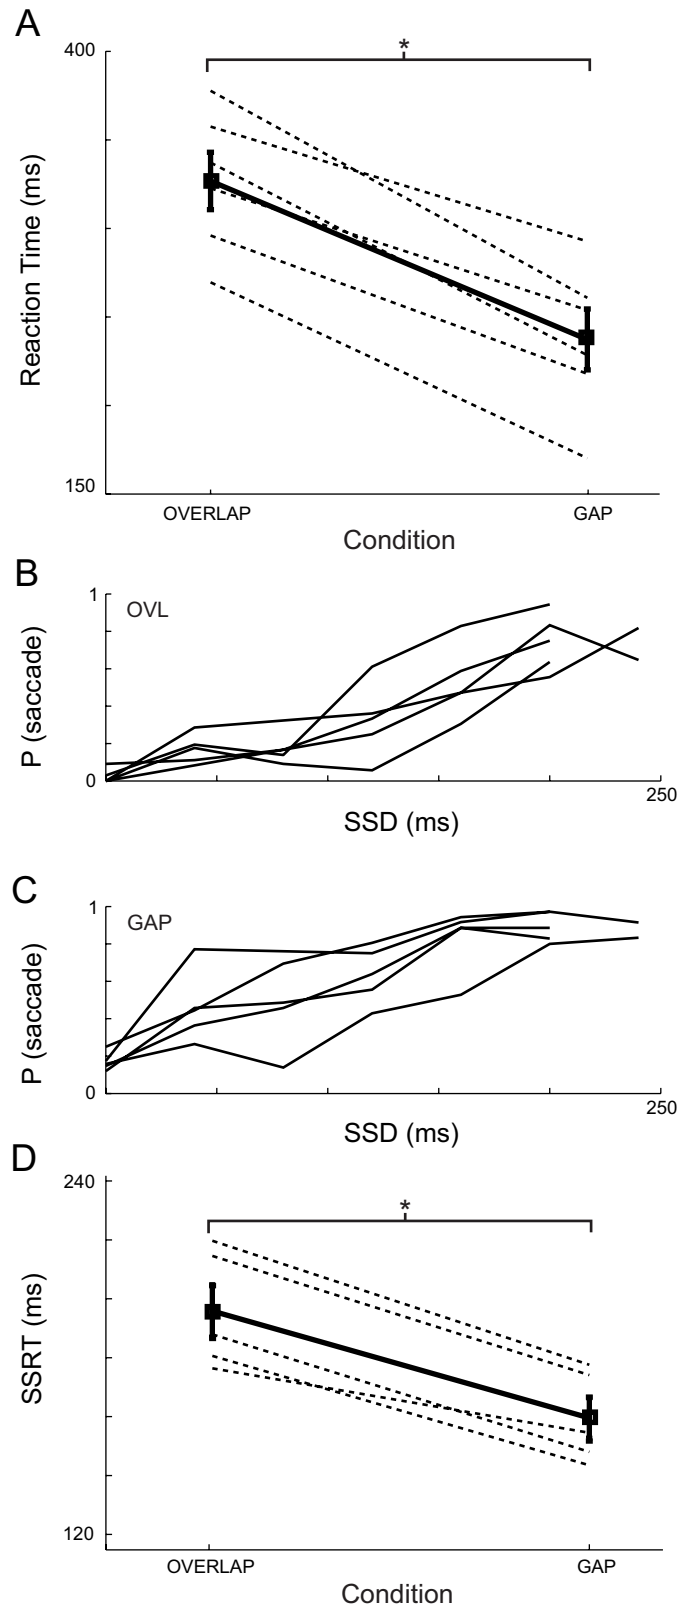 A
400
*
Reaction Time (ms)
150
OVERLAP GAP
Condition
B
1
OVL
P (saccade)
0
250
SSD (ms)
C
1
GAP
P (saccade)
0
250
SSD (ms)
D
240
*
SSRT (ms)
120
OVERLAP GAP
Condition